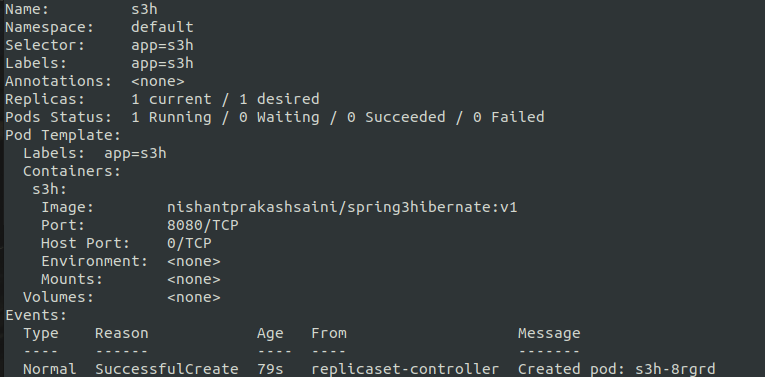 Name:         s3h
Namespace:    default
Selector:     app=s3h
Labels:       app=s3h
Annotations:  <none>
Replicas:     1 current / 1 desired
Pods Status:  1 Running / 0 Waiting / 0 Succeeded / 0 Failed
Pod Template:
  Labels:  app=s3h
  Containers:
   s3h:
    Image:        nishantprakashsaini/spring3hibernate:v1
    Port:         8080/TCP
    Host Port:    0/TCP
    Environment:  <none>
    Mounts:       <none>
  Volumes:        <none>
Events:
  Type    Reason            Age   From                   Message
  ----    ------            ----  ----                   -------
  Normal  SuccessfulCreate  79s   replicaset-controller  Created pod: s3h-8rgrd